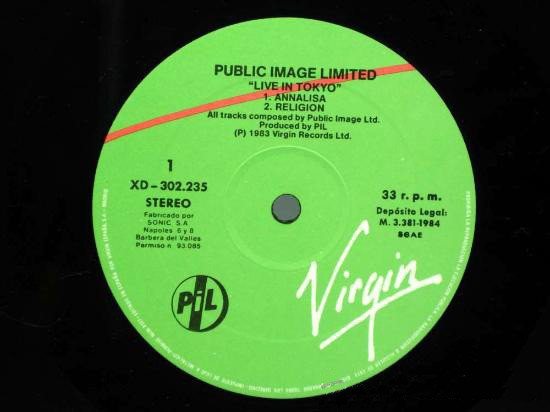 PUBLIC IMAGE LIMITED
"LIVE IN TOKYO"
1. ANNALISA
2. RELIGION
All tracks composed by Public Image Ltd.
Produced by PIL
(P) 1983 Virgin Records Ltd.
1
XD-302.235
STEREO
Fabricado por
SONIC S.A
Napoles 6 y 8
Barbera del Valles
Parmiso n 93.085
33 r.p.m.
Depósito Legal:
M. 3.381-1984
SGAE
PiL
Virgin